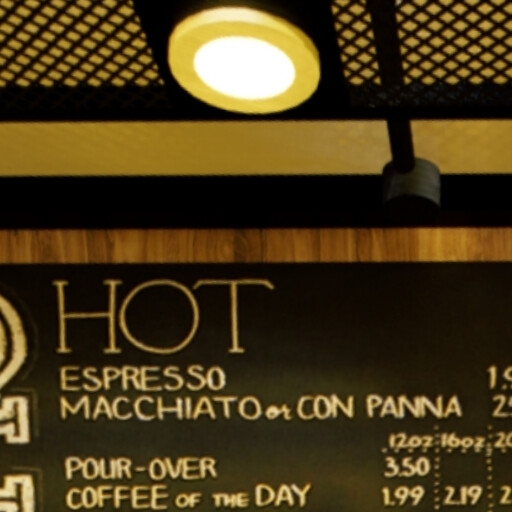 HOT
ESPRESSO
MACCHIATO or CON PANNA
12oz 16oz
POUR-OVER 3.50
COFFEE OF THE DAY 1.99 2.19